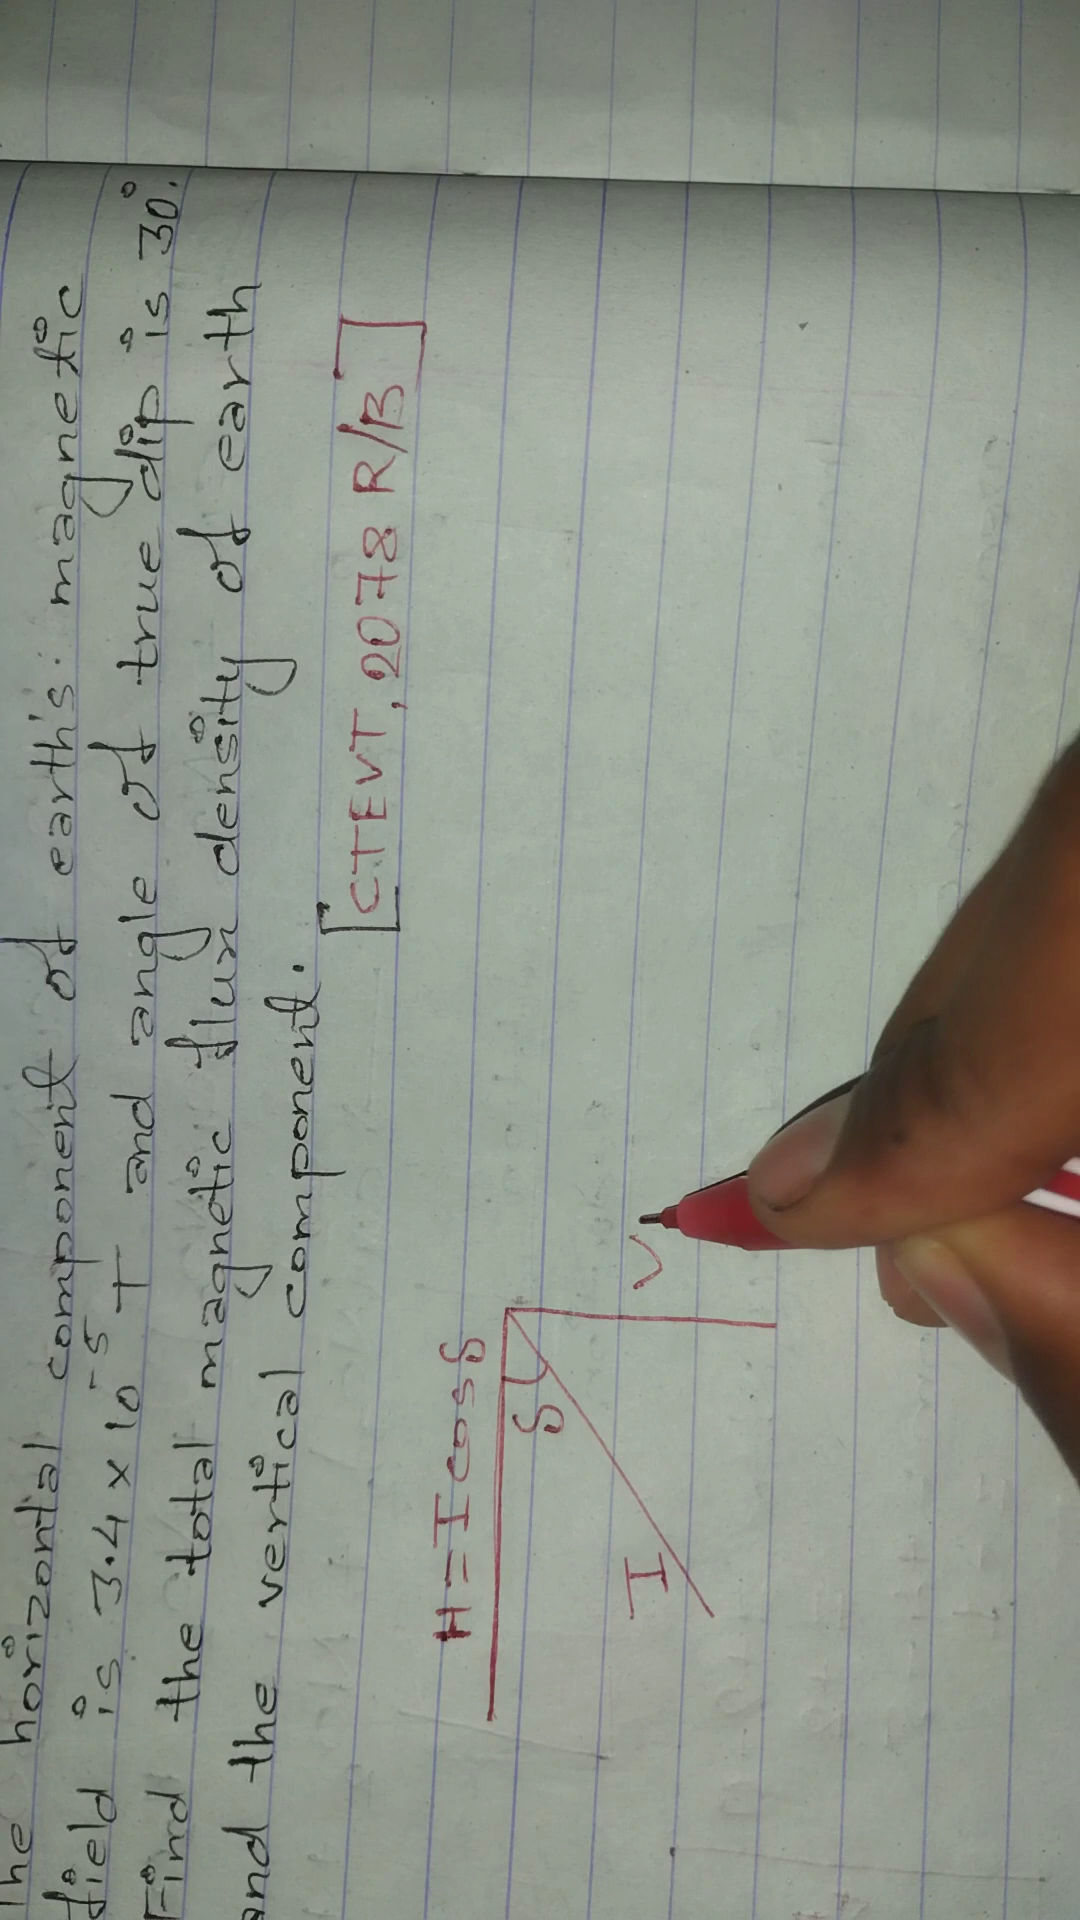 The horizontal component of earth's magnetic
field is 3.4 × 10⁻⁵ T and angle of true dip is 30°.
Find the total magnetic flux density of earth
and the vertical component.
[CTEVT, 2078 R/B]
H = I cosδ
δ
I
V